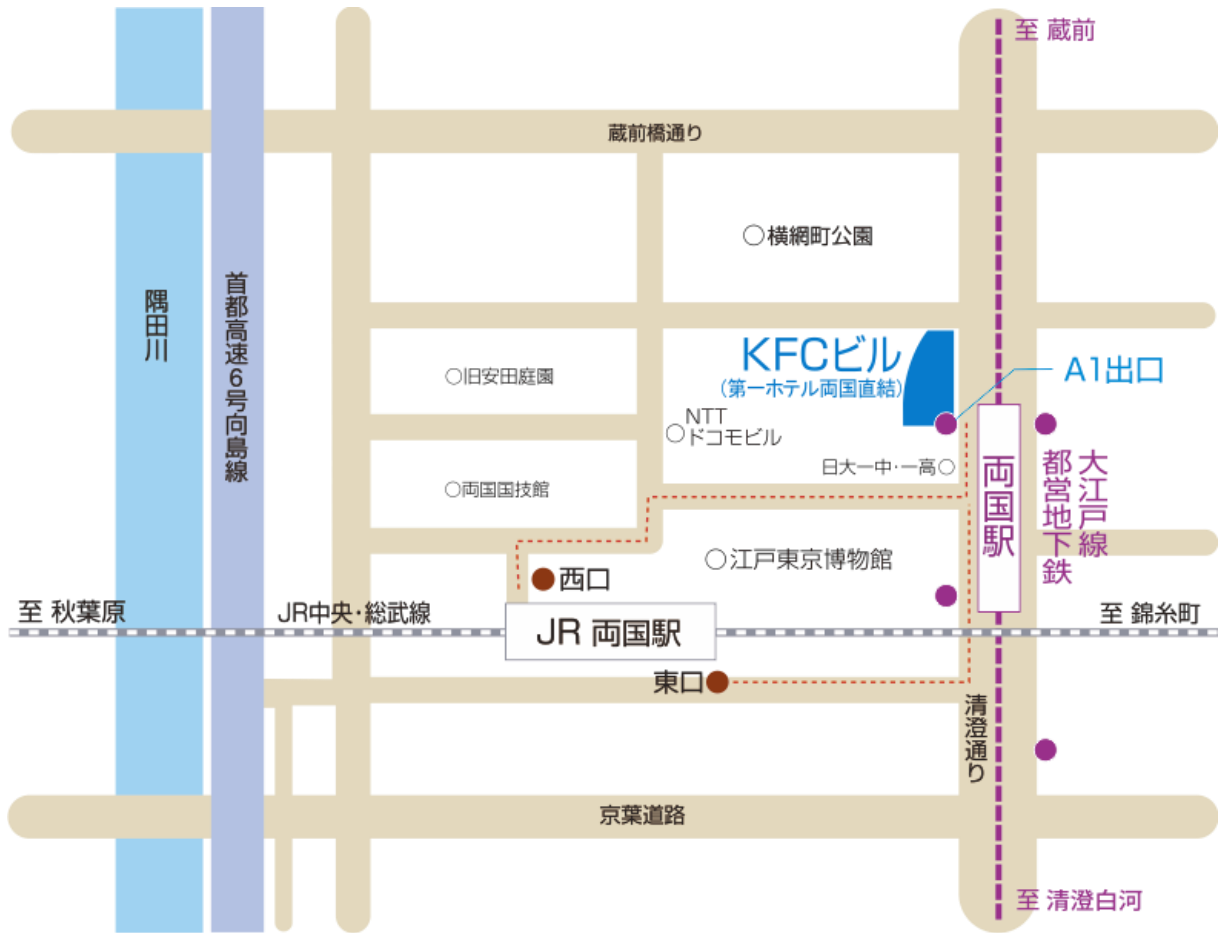 至 蔵前
蔵前橋通り
○横網町公園
隅田川
首都高速6号向島線
KFCビル
(第一ホテル両国直結)
A1出口
○旧安田庭園
NTT
○ドコモビル
日大一中・一高○
○両国国技館
両国駅
都営地下鉄
大江戸線
○江戸東京博物館
西口
至 秋葉原
JR中央・総武線
至 錦糸町
JR 両国駅
東口
清澄通り
京葉道路
至 清澄白河